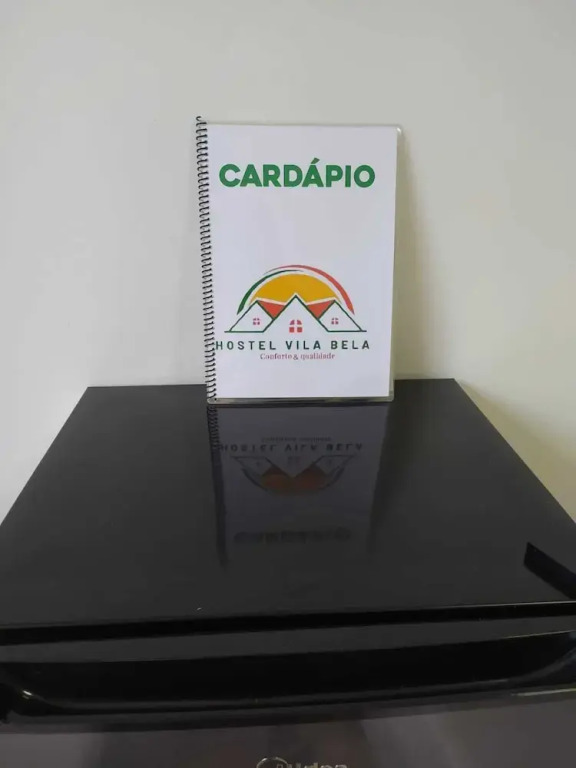 CARDÁPIO
HOSTEL VILA BELA
Conforto & qualidade